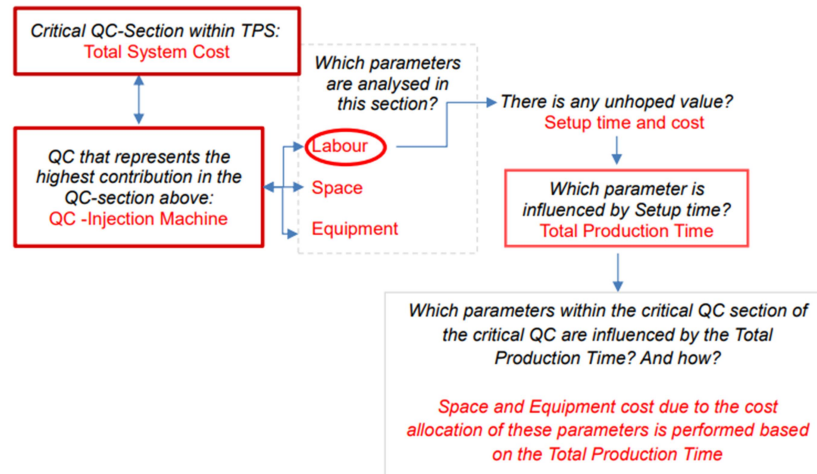 Critical QC-Section within TPS:
Total System Cost
QC that represents the
highest contribution in the
QC-section above:
QC -Injection Machine
Which parameters
are analysed in
this section?
Labour
Space
Equipment
There is any unhoped value?
Setup time and cost
Which parameter is
influenced by Setup time?
Total Production Time
Which parameters within the critical QC section of
the critical QC are influenced by the Total
Production Time? And how?
Space and Equipment cost due to the cost
allocation of these parameters is performed based
on the Total Production Time